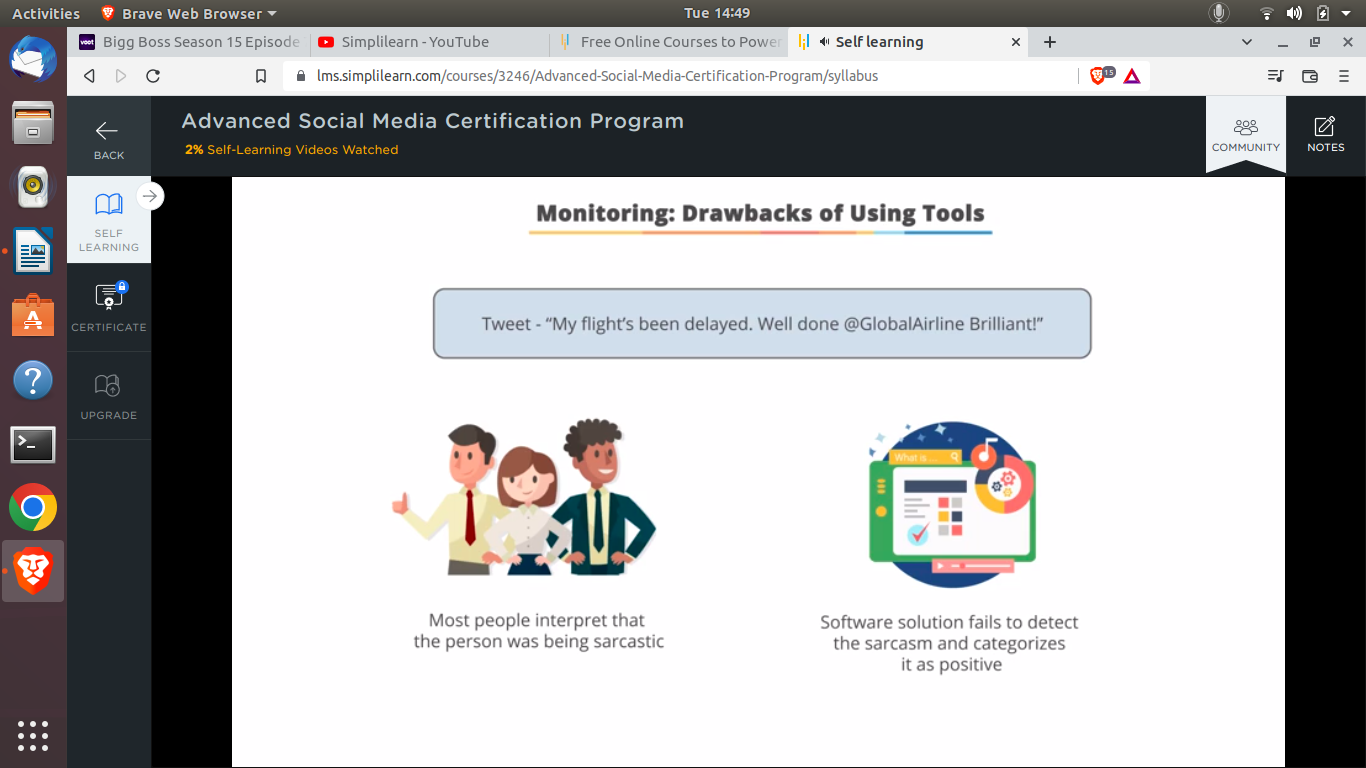 Activities
Brave Web Browser
Tue 14:49
voot
Bigg Boss Season 15 Episode
Simplilearn - YouTube
Free Online Courses to Power
Self learning
lms.simplilearn.com/courses/3246/Advanced-Social-Media-Certification-Program/syllabus
15
BACK
Advanced Social Media Certification Program
2% Self-Learning Videos Watched
COMMUNITY
NOTES
SELF
LEARNING
CERTIFICATE
UPGRADE
Monitoring: Drawbacks of Using Tools
Tweet - “My flight’s been delayed. Well done @GlobalAirline Brilliant!”
What is ...
Most people interpret that
the person was being sarcastic
Software solution fails to detect
the sarcasm and categorizes
it as positive